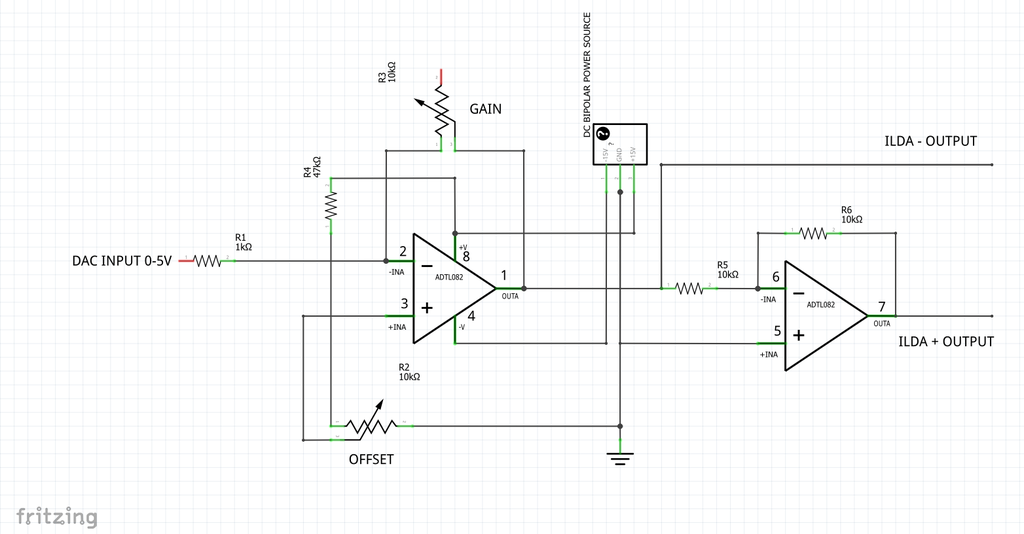 DC BIPOLAR POWER SOURCE
R3
10kΩ
GAIN
?
-15V
GND
+15V
ILDA - OUTPUT
R4
47kΩ
R6
10kΩ
R1
1kΩ
DAC INPUT 0-5V
2
-INA
+V
8
ADTL082
1
OUTA
3
+INA
4
-V
R5
10kΩ
6
-INA
ADTL082
7
OUTA
5
+INA
ILDA + OUTPUT
R2
10kΩ
OFFSET
fritzing